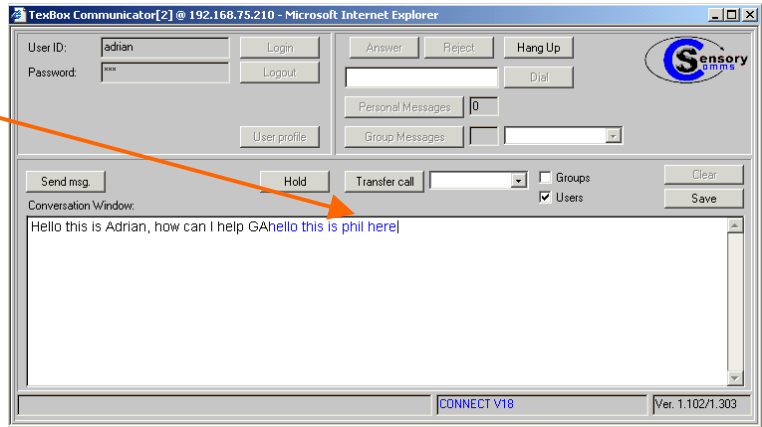 TexBox Communicator[2] @ 192.168.75.210 - Microsoft Internet Explorer
User ID: adrian Login Answer Reject Hang Up
Sensory Comms
Password: *** Logout Dial
Personal Messages 0
User profile Group Messages
Send msg. Hold Transfer call Groups Clear
Users Save
Conversation Window:
Hello this is Adrian, how can I help GAhello this is phil here
CONNECT V18 Ver. 1.102/1.303